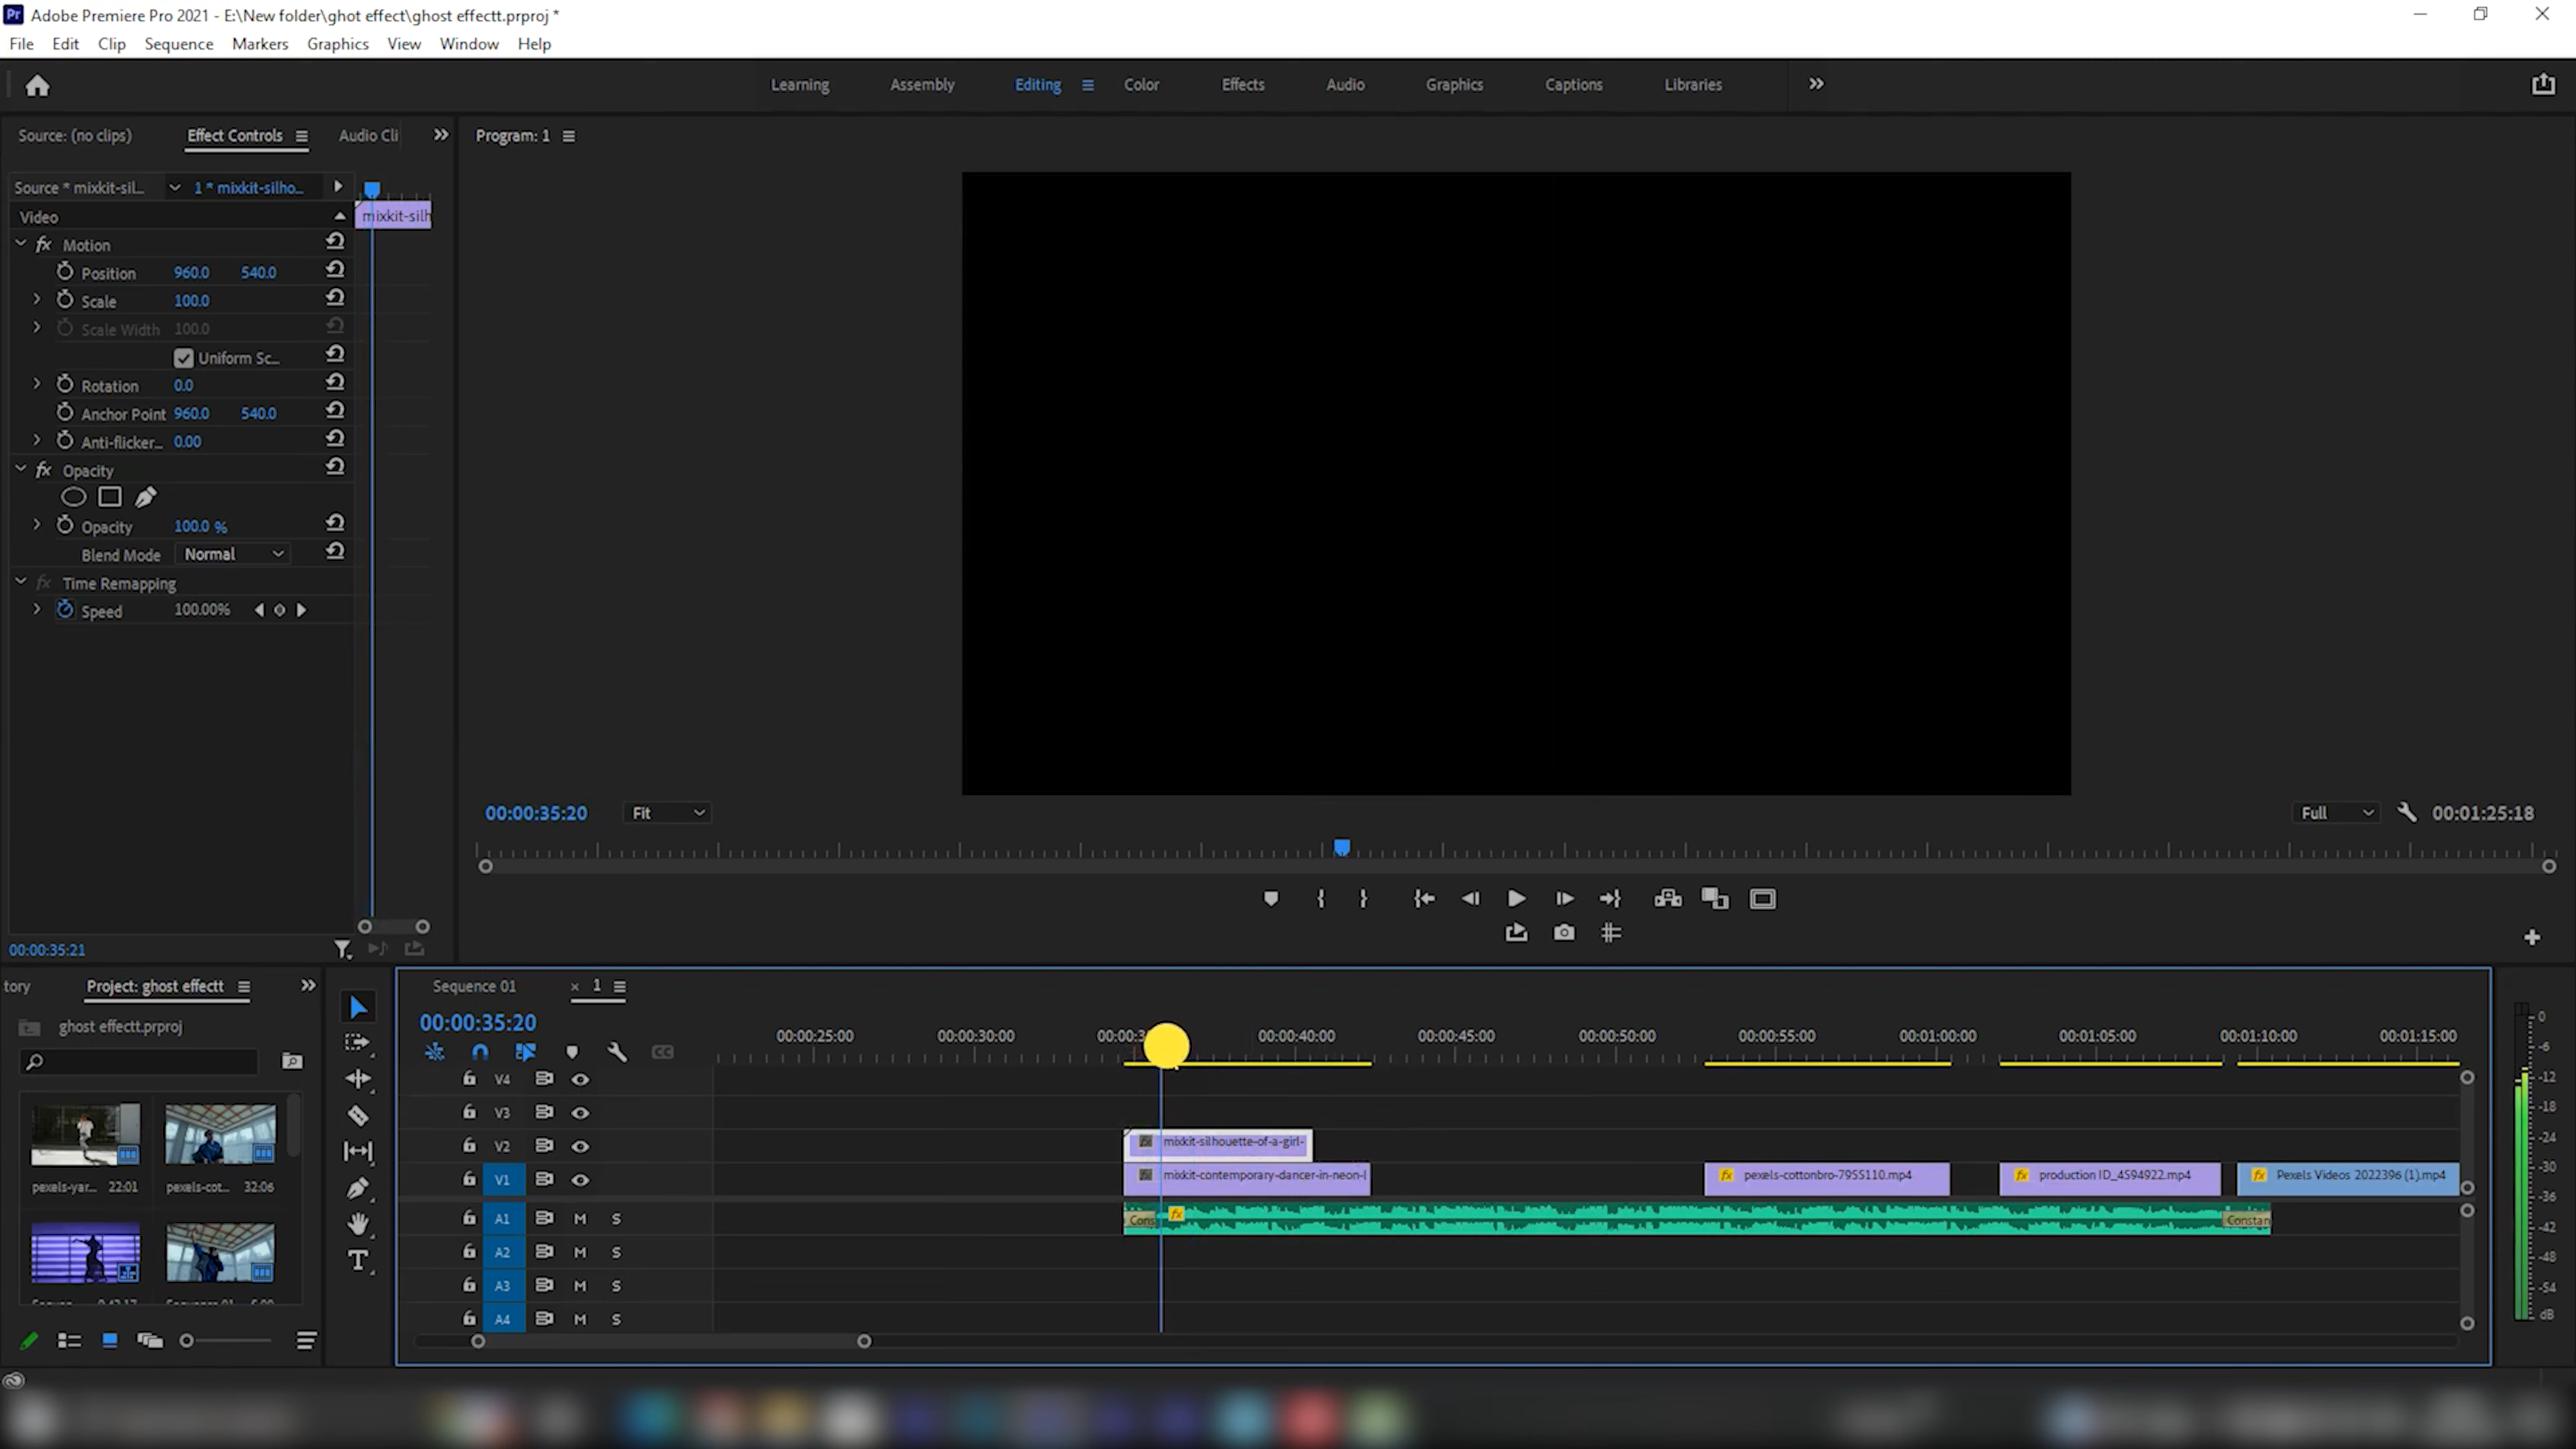 Adobe Premiere Pro 2021 - E:\New folder\ghot effect\ghost effectt.prproj *
File Edit Clip Sequence Markers Graphics View Window Help
Learning Assembly Editing Color Effects Audio Graphics Captions Libraries
Source: (no clips) Effect Controls Audio Cli
Program: 1
Source * mixkit-sil... 1 * mixkit-silho...
Video mixkit-silh
fx Motion
Position 960.0 540.0
Scale 100.0
Scale Width 100.0
Uniform Sc...
Rotation 0.0
Anchor Point 960.0 540.0
Anti-flicker... 0.00
fx Opacity
Opacity 100.0 %
Blend Mode Normal
fx Time Remapping
Speed 100.00%
00:00:35:20 Fit Full 00:01:25:18
00:00:35:21
tory Project: ghost effectt
ghost effectt.prproj
pexels-yar... 22:01 pexels-cot... 32:06
Sequence 01 × 1
00:00:35:20
00:00:25:00 00:00:30:00 00:00:3 00:00:40:00 00:00:45:00 00:00:50:00 00:00:55:00 00:01:00:00 00:01:05:00 00:01:10:00 00:01:15:00
V4
V3
V2 fx mixkit-silhouette-of-a-girl-
V1 fx mixkit-contemporary-dancer-in-neon-l fx pexels-cottonbro-7955110.mp4 fx production ID_4594922.mp4 fx Pexels Videos 2022396 (1).mp4
A1 M S Cons fx Constan
A2 M S
A3 M S
A4 M S
0
-6
-12
-18
-24
-30
-36
-42
-48
-54
dB